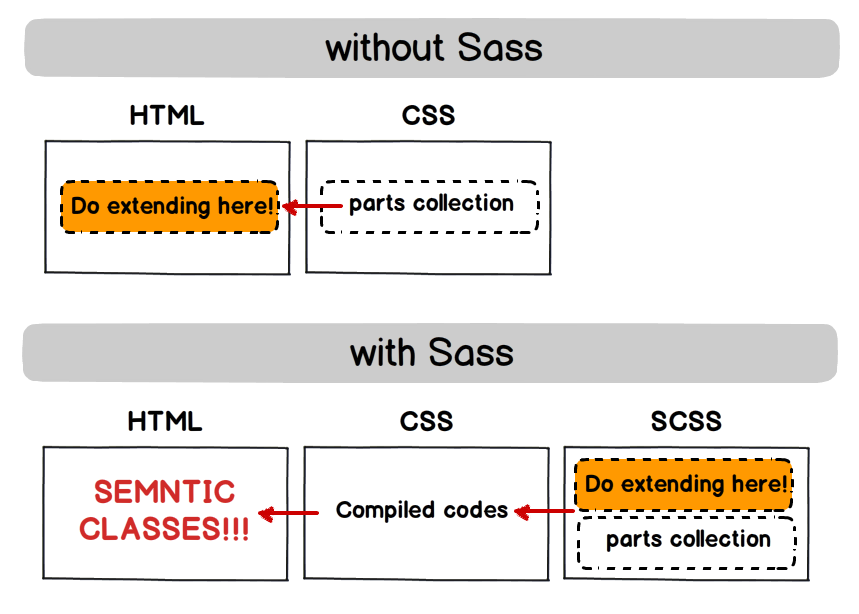 without Sass
HTML
CSS
Do extending here!
parts collection
with Sass
HTML
CSS
SCSS
SEMNTIC
CLASSES!!!
Compiled codes
Do extending here!
parts collection